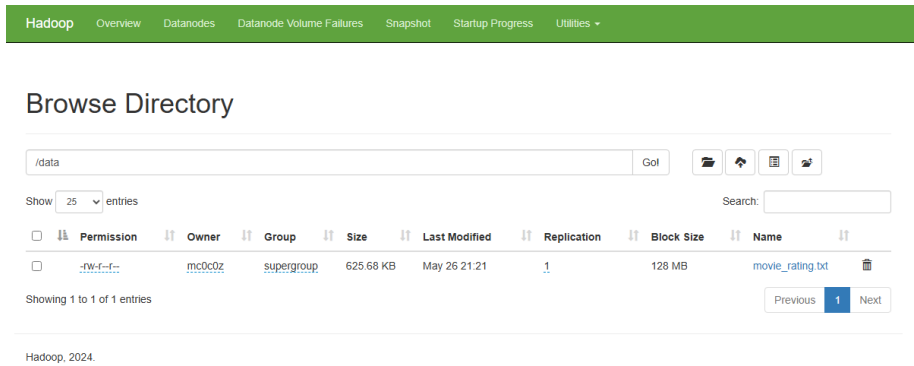 Hadoop Overview Datanodes Datanode Volume Failures Snapshot Startup Progress Utilities
Browse Directory
/data Go!
Show 25 entries Search:
Permission Owner Group Size Last Modified Replication Block Size Name
-rw-r--r-- mc0c0z supergroup 625.68 KB May 26 21:21 1 128 MB movie_rating.txt
Showing 1 to 1 of 1 entries Previous 1 Next
Hadoop, 2024.